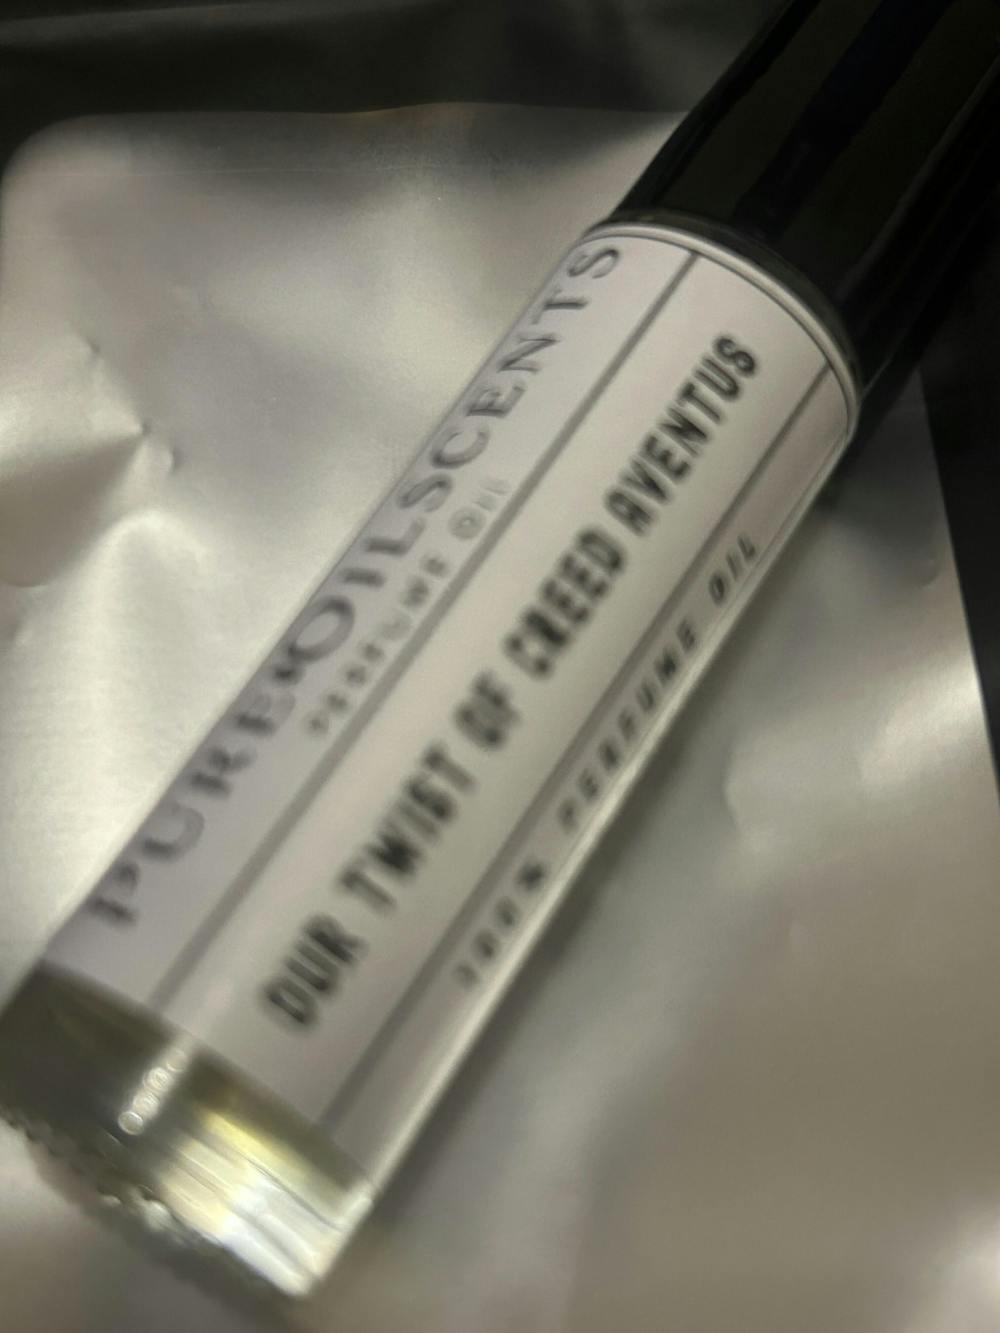 PUREOILSCENTS
PERFUME OIL
OUR TWIST OF CREED AVENTUS
100% PERFUME OIL